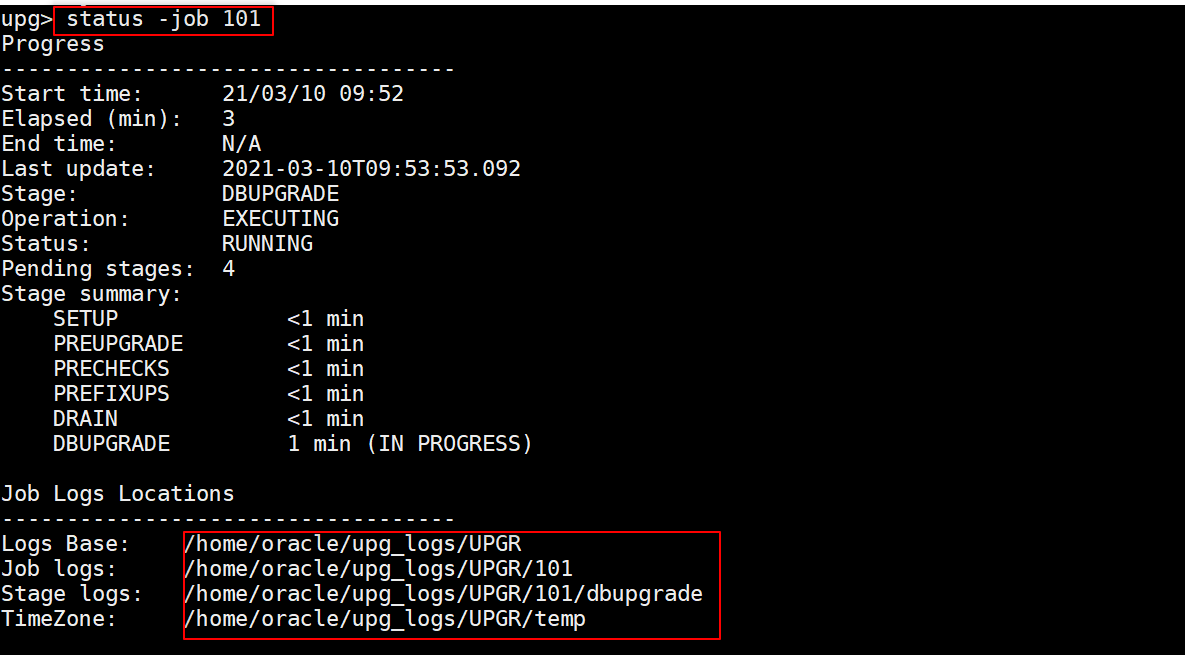 upg> status -job 101
Progress
-----------------------------------
Start time:      21/03/10 09:52
Elapsed (min):   3
End time:        N/A
Last update:     2021-03-10T09:53:53.092
Stage:           DBUPGRADE
Operation:       EXECUTING
Status:          RUNNING
Pending stages:  4
Stage summary:
    SETUP             <1 min
    PREUPGRADE        <1 min
    PRECHECKS         <1 min
    PREFIXUPS         <1 min
    DRAIN             <1 min
    DBUPGRADE         1 min (IN PROGRESS)
Job Logs Locations
-----------------------------------
Logs Base:    /home/oracle/upg_logs/UPGR
Job logs:     /home/oracle/upg_logs/UPGR/101
Stage logs:   /home/oracle/upg_logs/UPGR/101/dbupgrade
TimeZone:     /home/oracle/upg_logs/UPGR/temp